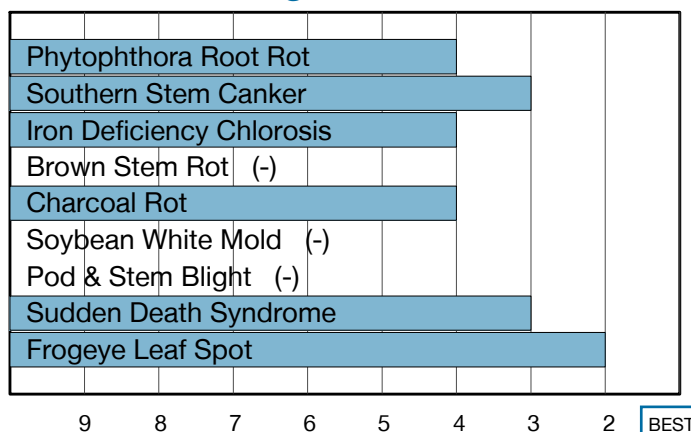 Phytophthora Root Rot
Southern Stem Canker
Iron Deficiency Chlorosis
Brown Stem Rot (-)
Charcoal Rot
Soybean White Mold (-)
Pod & Stem Blight (-)
Sudden Death Syndrome
Frogeye Leaf Spot
9 8 7 6 5 4 3 2 BEST